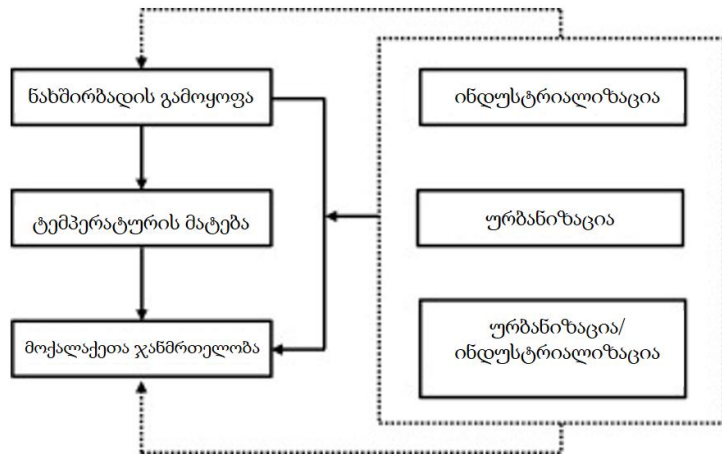 ნახშირბადის გამოყოფა
ტემპერატურის მატება
მოქალაქეთა ჯანმრთელობა
ინდუსტრიალიზაცია
ურბანიზაცია
ურბანიზაცია/
ინდუსტრიალიზაცია